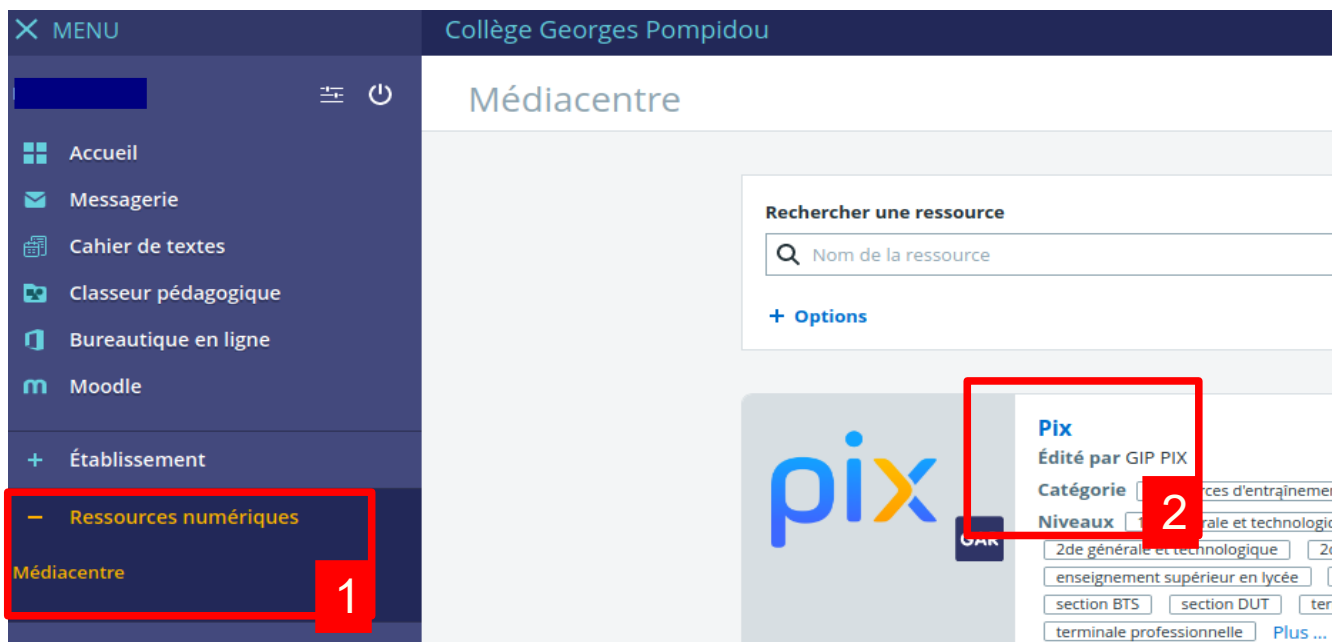 MENU
Collège Georges Pompidou
Médiacentre
Accueil
Messagerie
Cahier de textes
Classeur pédagogique
Bureautique en ligne
Moodle
Établissement
Ressources numériques
Médiacentre
1
Rechercher une ressource
Nom de la ressource
+ Options
pix
GAR
Pix
Édité par GIP PIX
Catégorie
Niveaux
2
2de générale et technologique
enseignement supérieur en lycée
section BTS section DUT
terminale professionnelle Plus ...